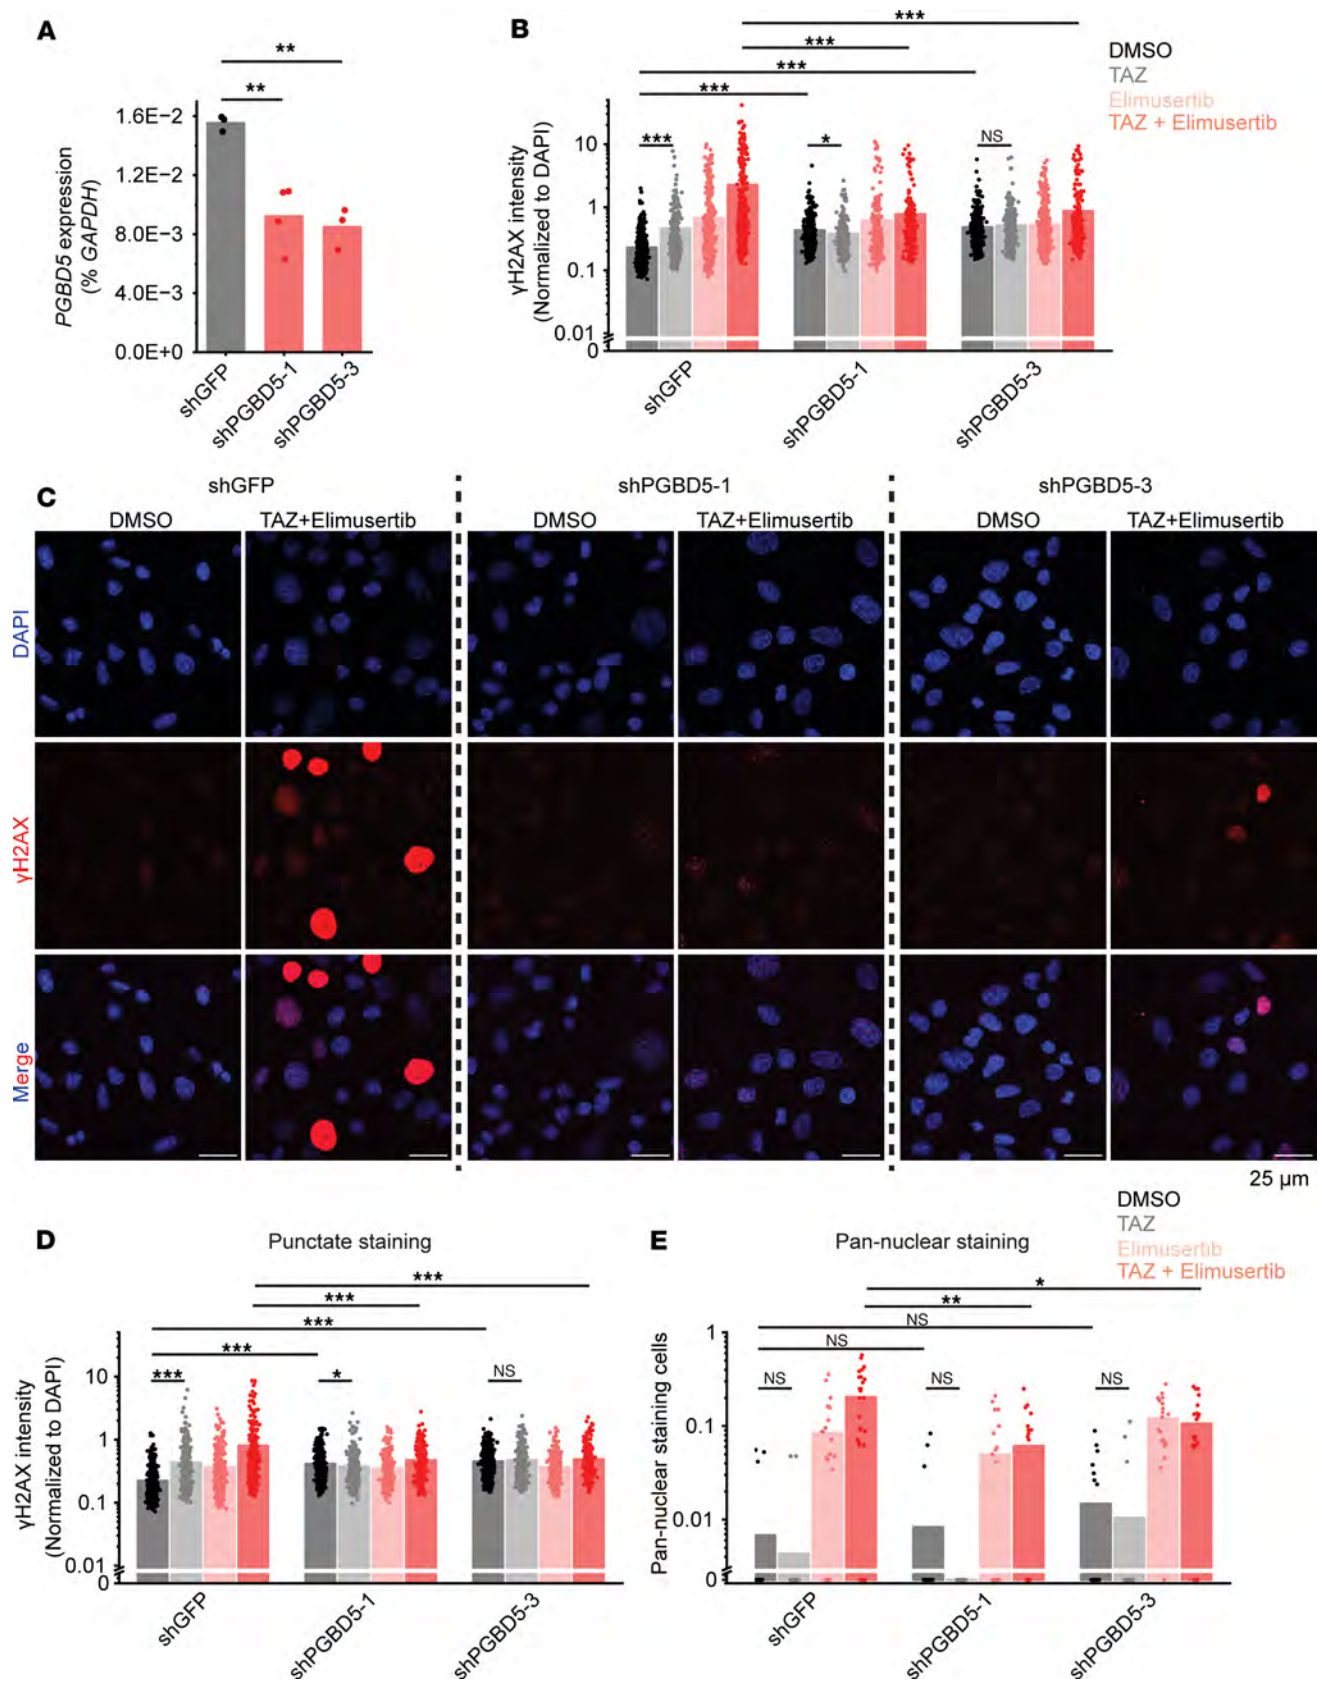 A
**
**
1.6E−2
1.2E−2
8.0E−3
4.0E−3
0.0E+0
PGBD5 expression
(% GAPDH)
shGFP
shPGBD5-1
shPGBD5-3
B
***
***
***
***
DMSO
TAZ
Elimusertib
TAZ + Elimusertib
***
*
NS
10
1
0.1
0.01
0
γH2AX intensity
(Normalized to DAPI)
shGFP
shPGBD5-1
shPGBD5-3
C
shGFP
shPGBD5-1
shPGBD5-3
DMSO
TAZ+Elimusertib
DMSO
TAZ+Elimusertib
DMSO
TAZ+Elimusertib
DAPI
γH2AX
Merge
25 µm
D
Punctate staining
***
***
***
***
***
*
NS
10
1
0.1
0.01
0
γH2AX intensity
(Normalized to DAPI)
shGFP
shPGBD5-1
shPGBD5-3
E
Pan-nuclear staining
DMSO
TAZ
Elimusertib
TAZ + Elimusertib
*
**
NS
NS
NS
NS
NS
1
0.1
0.01
0
Pan-nuclear staining cells
shGFP
shPGBD5-1
shPGBD5-3